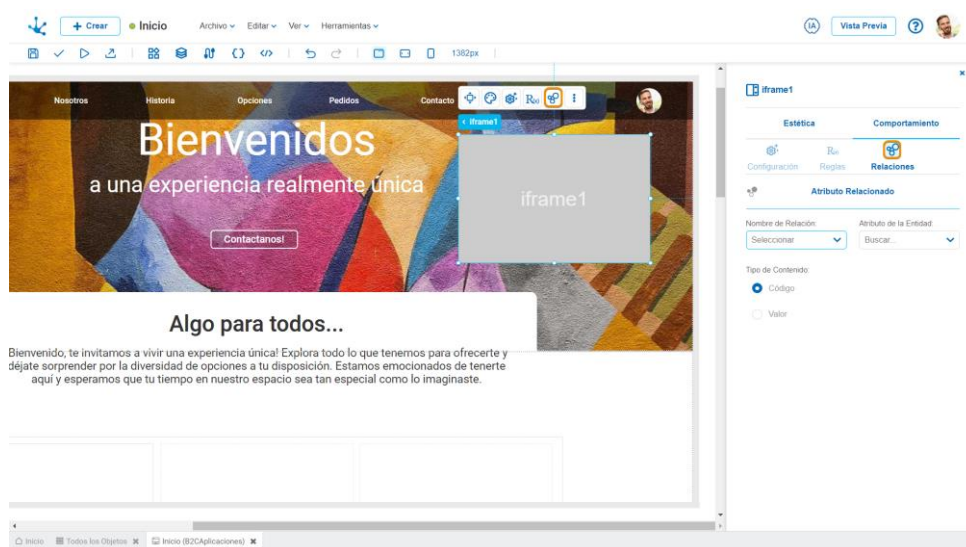 + Crear
Inicio
Archivo
Editar
Ver
Herramientas
IA
Vista Previa
?
1382px
Nosotros
Historia
Opciones
Pedidos
Contacto
iframe1
Bienvenidos
a una experiencia realmente única
Contactanos!
iframe1
Algo para todos...
Bienvenido, te invitamos a vivir una experiencia única! Explora todo lo que tenemos para ofrecerte y
déjate sorprender por la diversidad de opciones a tu disposición. Estamos emocionados de tenerte
aquí y esperamos que tu tiempo en nuestro espacio sea tan especial como lo imaginaste.
iframe1
Estética
Comportamiento
Configuración
Reglas
Relaciones
Atributo Relacionado
Nombre de Relación:
Atributo de la Entidad:
Seleccionar
Buscar...
Tipo de Contenido:
Código
Valor
Inicio
Todos los Objetos
Inicio (B2CAplicaciones)